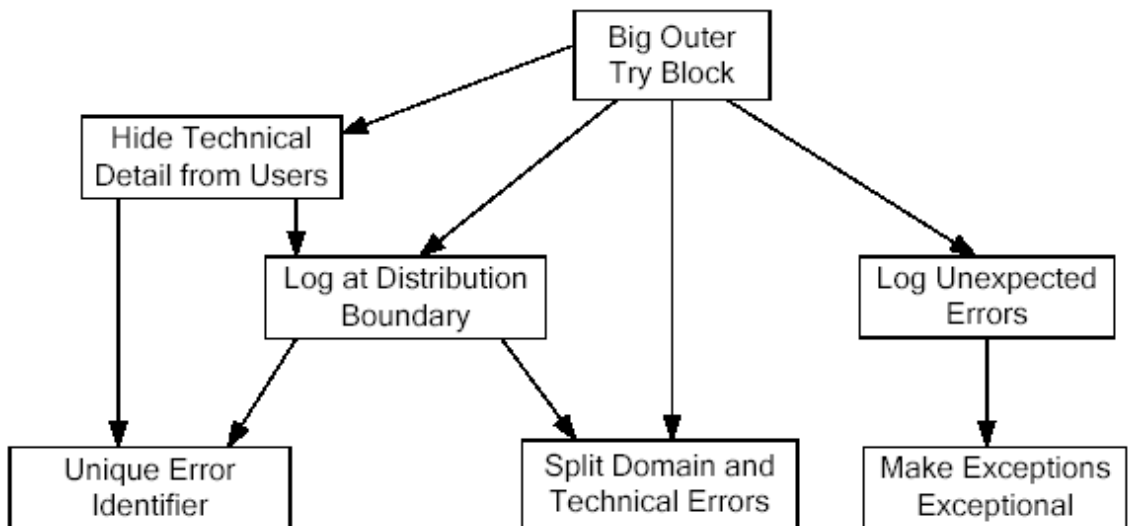 Big Outer
Try Block
Hide Technical
Detail from Users
Log at Distribution
Boundary
Log Unexpected
Errors
Unique Error
Identifier
Split Domain and
Technical Errors
Make Exceptions
Exceptional